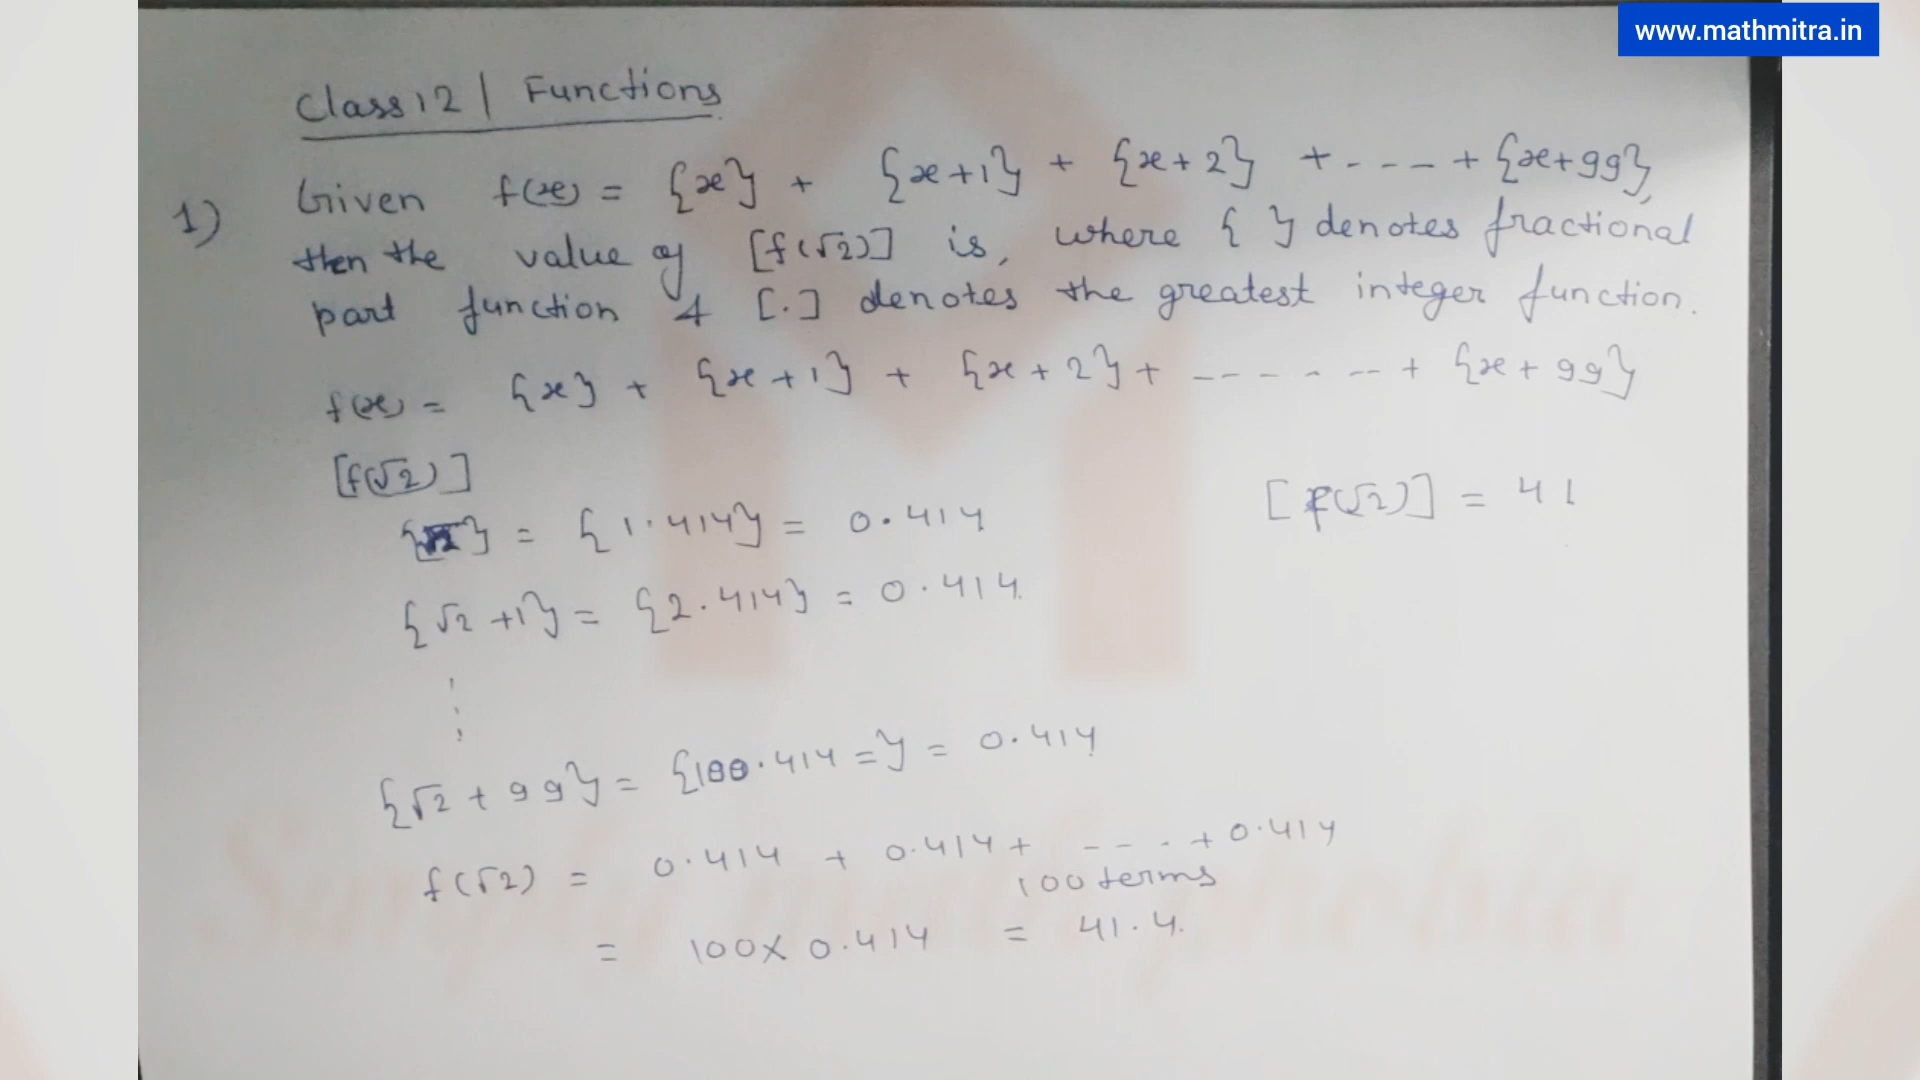 www.mathmitra.in
Class 12 | Functions
1) Given f(x) = {x} + {x+1} + {x+2} + - - - - + {x+99},
then the value of [f(√2)] is, where { } denotes fractional
part function & [.] denotes the greatest integer function.
f(x) = {x} + {x+1} + {x+2} + - - - - - - + {x+99}
[f(√2)]
{√2} = {1.414} = 0.414
[f(√2)] = 41
{√2 +1} = {2.414} = 0.414.
{√2 + 99} = {100.414 =} = 0.414
f(√2) = 0.414 + 0.414 + - - - - + 0.414
100 terms
= 100 X 0.414 = 41.4.